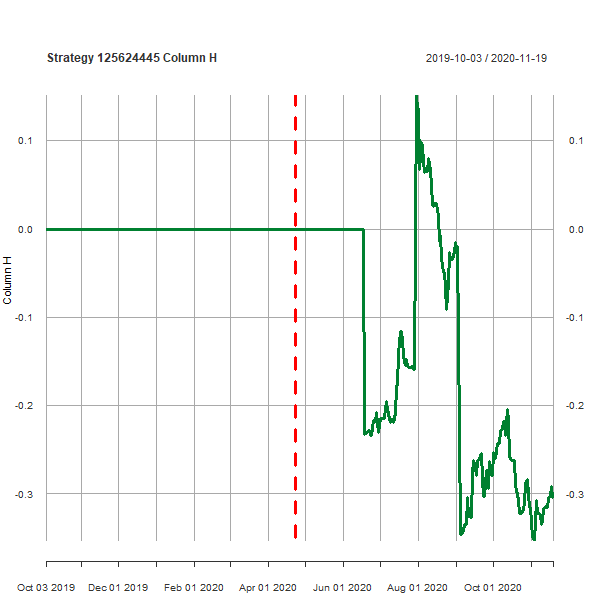 Strategy 125624445 Column H
2019-10-03 / 2020-11-19
0.1 0.1
0.0 0.0
-0.1 -0.1
-0.2 -0.2
-0.3 -0.3
Column H
Oct 03 2019 Dec 01 2019 Feb 01 2020 Apr 01 2020 Jun 01 2020 Aug 01 2020 Oct 01 2020